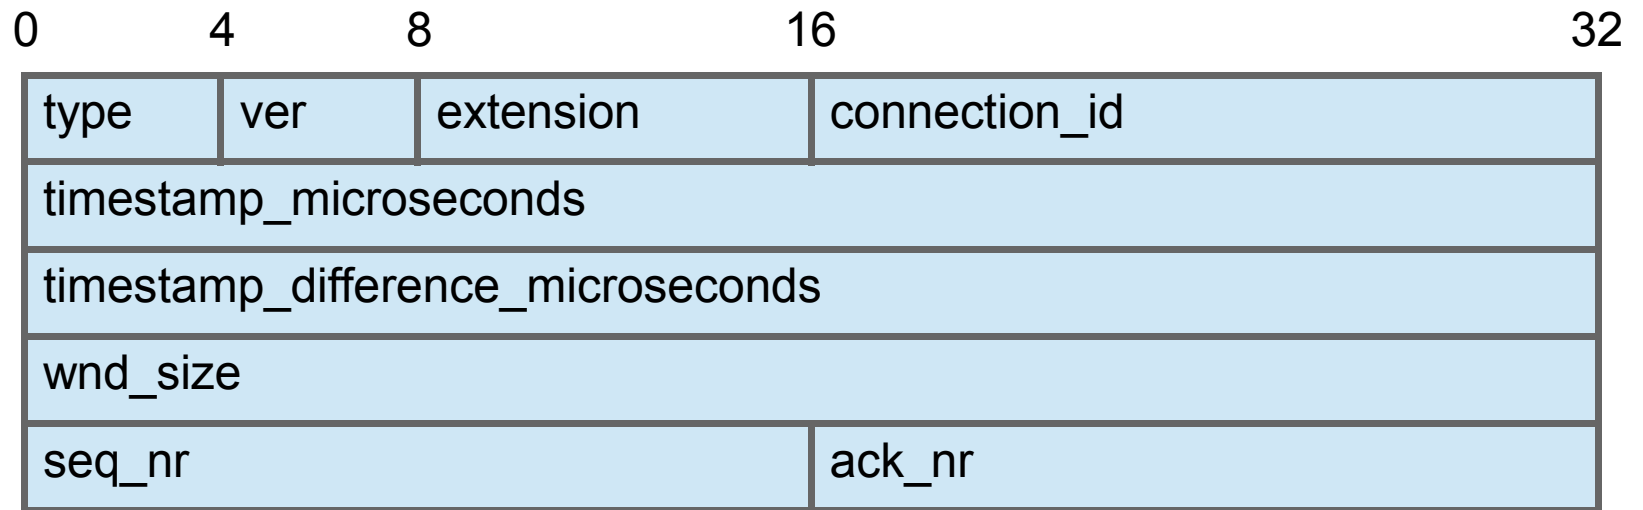 0 4 8 16 32
type ver extension connection_id
timestamp_microseconds
timestamp_difference_microseconds
wnd_size
seq_nr ack_nr